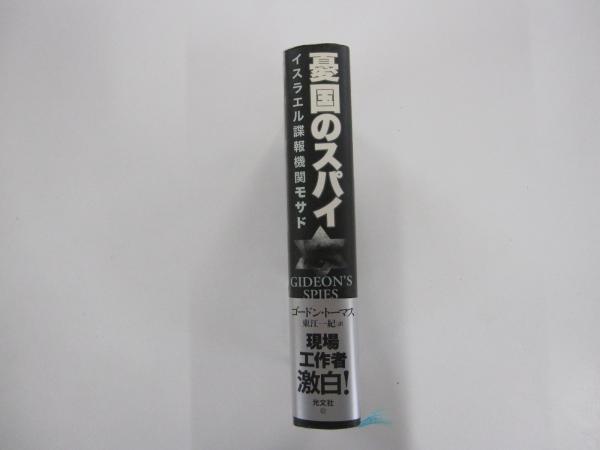 憂国のスパイ
イスラエル諜報機関モサド
GIDEON'S
SPIES
ゴードン・トーマス
東江一紀 訳
現場
工作者
激白!
光文社